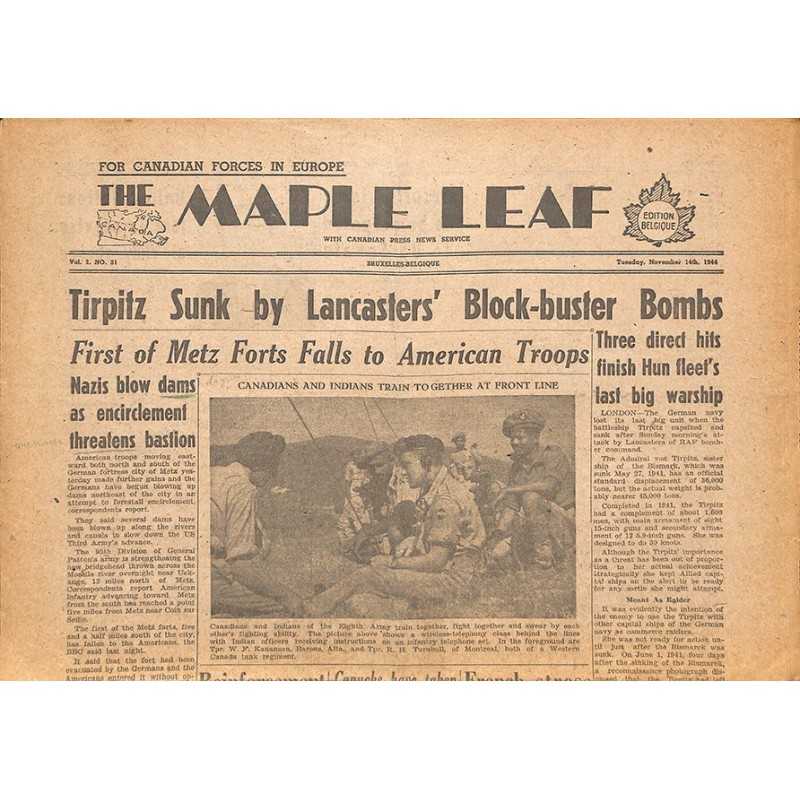 FOR CANADIAN FORCES IN EUROPE
THE MAPLE LEAF
CANADA
EDITION
BELGIQUE
WITH CANADIAN PRESS NEWS SERVICE
Vol. 2. NO. 31
BRUXELLES-BELGIQUE
Tuesday, November 14th, 1944
Tirpitz Sunk by Lancasters' Block-buster Bombs
First of Metz Forts Falls to American Troops
Nazis blow dams
as encirclement
threatens bastion
American troops moving east-
ward both north and south of the
German fortress city of Metz yes-
terday made further gains and the
Germans have begun blowing up
dams northeast of the city in an
attempt to forestall encirclement,
correspondents report.
They said several dams have
been blown up along the rivers
and canals to slow down the US
Third Army's advance.
The 95th Division of General
Patton's army is strengthening the
new bridgehead thrown across the
Moselle river overnight near Uck-
ange, 13 miles north of Metz.
Correspondents report American
infantry advancing toward Metz
from the south has reached a point
five miles from Metz near Coin sur
Seille.
The first of the Metz forts, five
and a half miles south of the city,
has fallen to the Americans, the
BBC said last night.
It said that the fort had been
evacuated by the Germans and the
Americans entered it without op-
CANADIANS AND INDIANS TRAIN TOGETHER AT FRONT LINE
Canadians and Indians of the Eighth Army train together, fight together and swear by each
other's fighting ability. The picture above shows a wireless-telephony class behind the lines
with Indian officers receiving instructions on an infantry telephone set. In the foreground are
Tpr. W. F. Kanaman, Barons, Alta., and Tpr. R. H. Turnbull, of Montreal, both of a Western
Canada tank regiment.
Reinforcement
Canucks have taken
French stress
Three direct hits
finish Hun fleet's
last big warship
LONDON—The German navy
lost its last big unit when the
battleship Tirpitz capsized and
sank after Sunday morning's at-
tack by Lancasters of RAF bomb-
er command.
The Admiral von Tirpitz, sister
ship of the Bismarck, which was
sunk May 27, 1941, has an official
standard displacement of 35,000
tons, but the actual weight is prob-
ably nearer 45,000 tons.
Completed in 1941, the Tirpitz
had a complement of about 1,600
men, with main armament of eight
15-inch guns and secondary arma-
ment of 12 5.9-inch guns. She was
designed to do 30 knots.
Although the Tirpitz' importance
as a threat has been out of propor-
tion to her actual achievement
strategically she kept Allied capi-
tal ships on the alert to be ready
for any sortie she might attempt.
Meant As Raider
It was evidently the intention of
the enemy to use the Tirpitz with
other capital ships of the German
navy as commerce raiders.
She was not ready for action un-
til just after the Bismarck was
sunk. On June 1, 1941, four days
after the sinking of the Bismarck,
a reconnaissance photograph dis-
that the Tirpitz had left